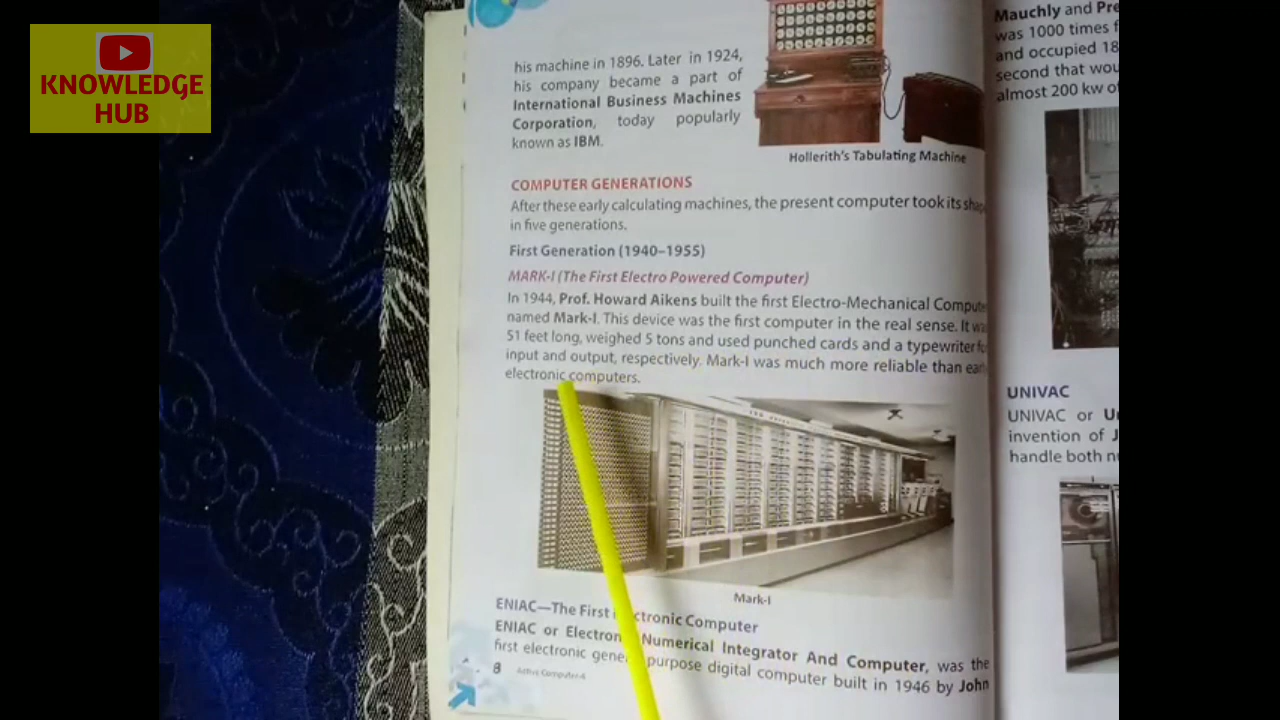 KNOWLEDGE
HUB
his machine in 1896. Later in 1924,
his company became a part of
International Business Machines
Corporation, today popularly
known as IBM.
Hollerith's Tabulating Machine
COMPUTER GENERATIONS
After these early calculating machines, the present computer took its
in five generations.
First Generation (1940–1955)
MARK-I (The First Electro Powered Computer)
In 1944, Prof. Howard Aikens built the first Electro-Mechanical
named Mark-I. This device was the first computer in the real sense. It
51 feet long, weighed 5 tons and used punched cards and a typewriter
input and output, respectively. Mark-I was much more reliable than
electronic computers.
Mark-I
ENIAC—The First Computer
ENIAC or Numerical Integrator And Computer, was the
first electronic purpose digital computer built in 1946 by John
8 Active Computer-4
Mauchly and
was 1000 times
and occupied
second that
almost 200 kw
UNIVAC
UNIVAC or
invention of
handle both